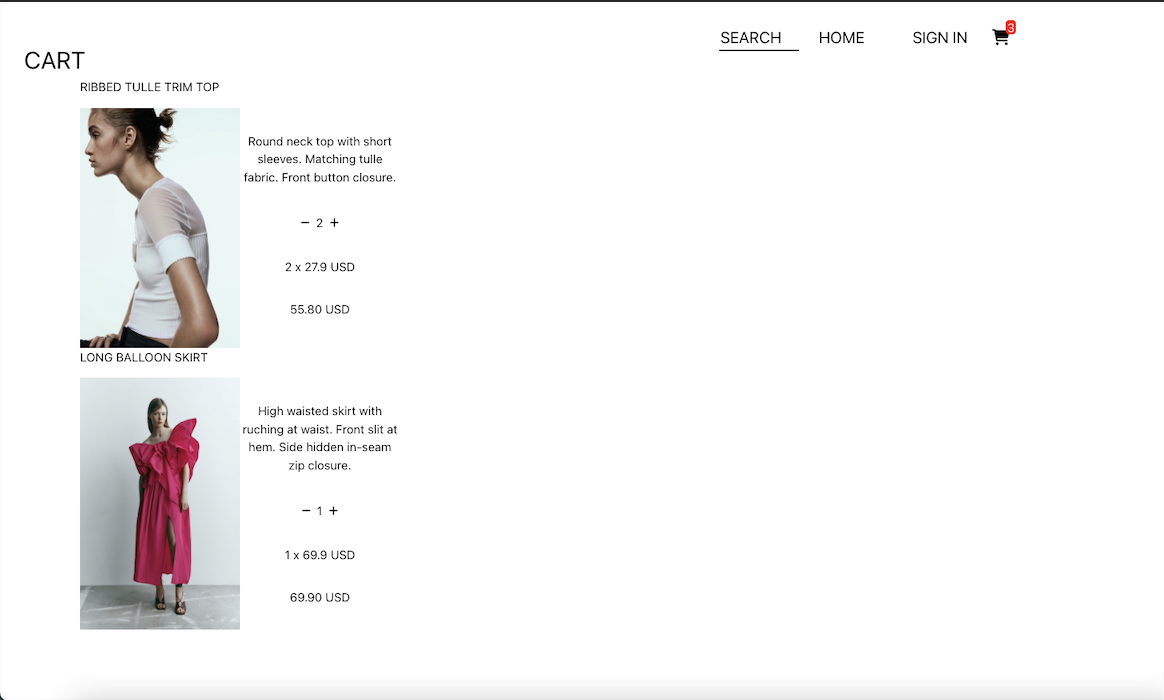 SEARCH HOME SIGN IN 3
CART
RIBBED TULLE TRIM TOP
Round neck top with short
sleeves. Matching tulle
fabric. Front button closure.
− 2 +
2 x 27.9 USD
55.80 USD
LONG BALLOON SKIRT
High waisted skirt with
ruching at waist. Front slit at
hem. Side hidden in-seam
zip closure.
− 1 +
1 x 69.9 USD
69.90 USD